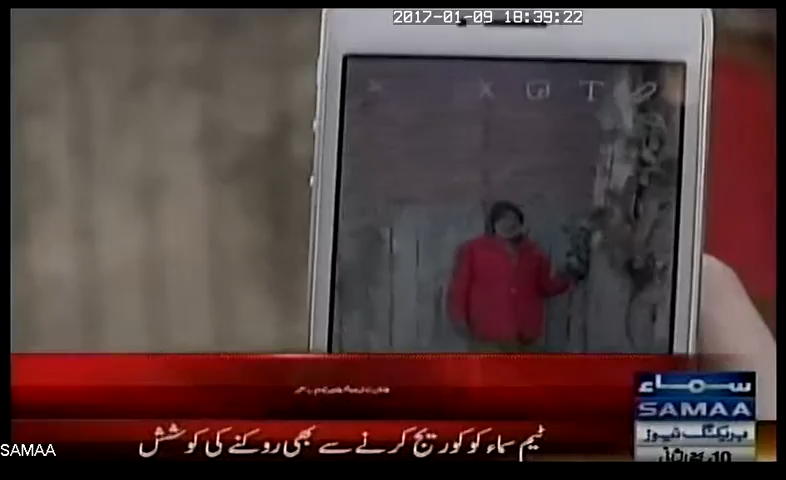 2017-01-09 18:39:22
ٹیم سماء کو کوریج کرنے سے بھی روکنے کی کوشش
سماء
SAMAA
بریکنگ نیوز
SAMAA